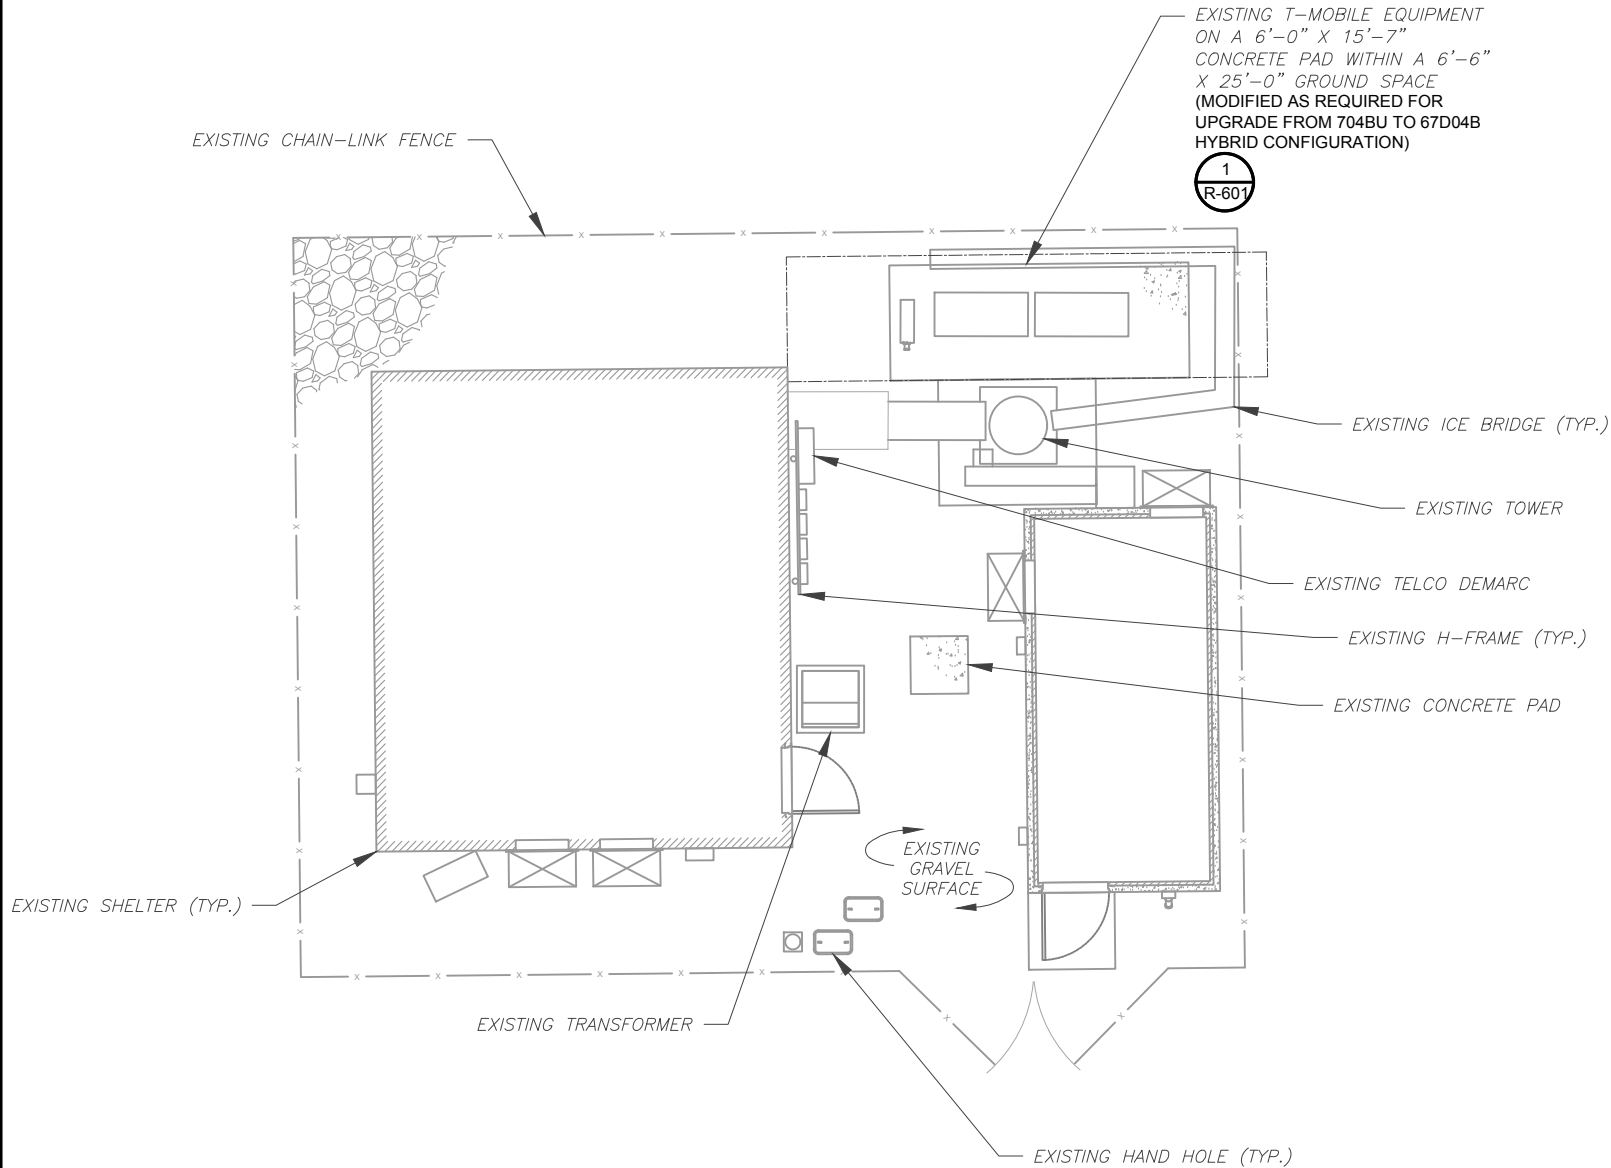 EXISTING T-MOBILE EQUIPMENT
ON A 6'-0" X 15'-7"
CONCRETE PAD WITHIN A 6'-6"
X 25'-0" GROUND SPACE
(MODIFIED AS REQUIRED FOR
UPGRADE FROM 704BU TO 67D04B
HYBRID CONFIGURATION)
1
R-601
EXISTING CHAIN-LINK FENCE
EXISTING ICE BRIDGE (TYP.)
EXISTING TOWER
EXISTING TELCO DEMARC
EXISTING H-FRAME (TYP.)
EXISTING CONCRETE PAD
EXISTING
GRAVEL
SURFACE
EXISTING SHELTER (TYP.)
EXISTING TRANSFORMER
EXISTING HAND HOLE (TYP.)